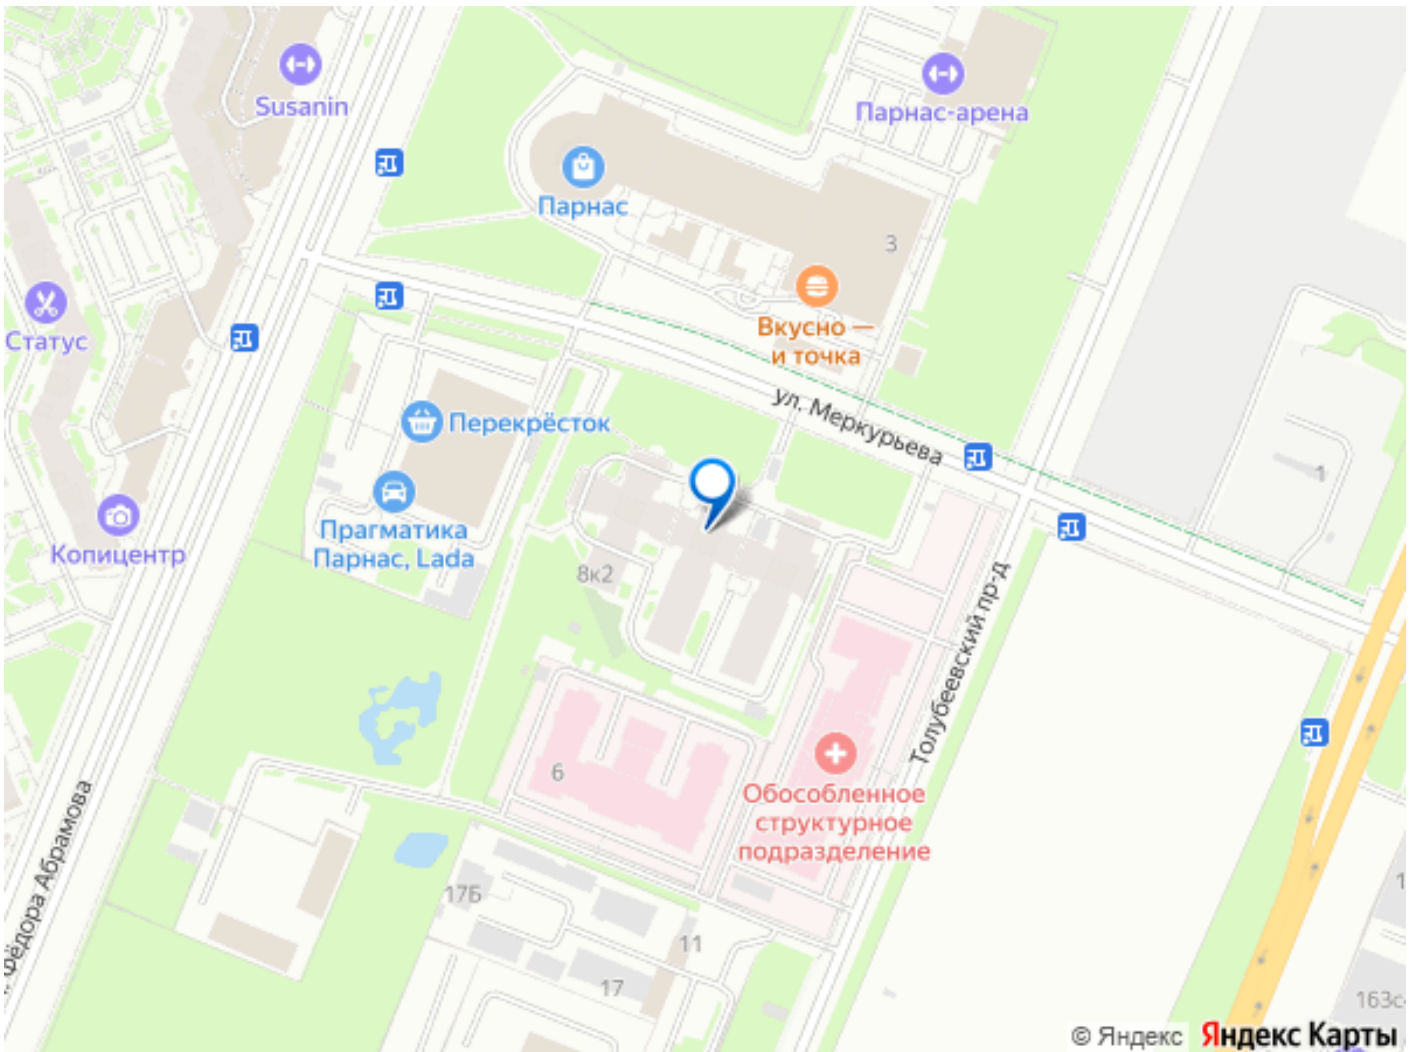 Susanin
Парнас-арена
Парнас
3
Статус
Вкусно —
и точка
ул. Меркурьева
Перекрёсток
1
Прагматика
Парнас, Lada
Копицентр
8к2
Толубеевский пр-д
6
Обособленное
структурное
подразделение
Фёдора Абрамова
17Б
11
17
1
163с
© Яндекс Яндекс Карты